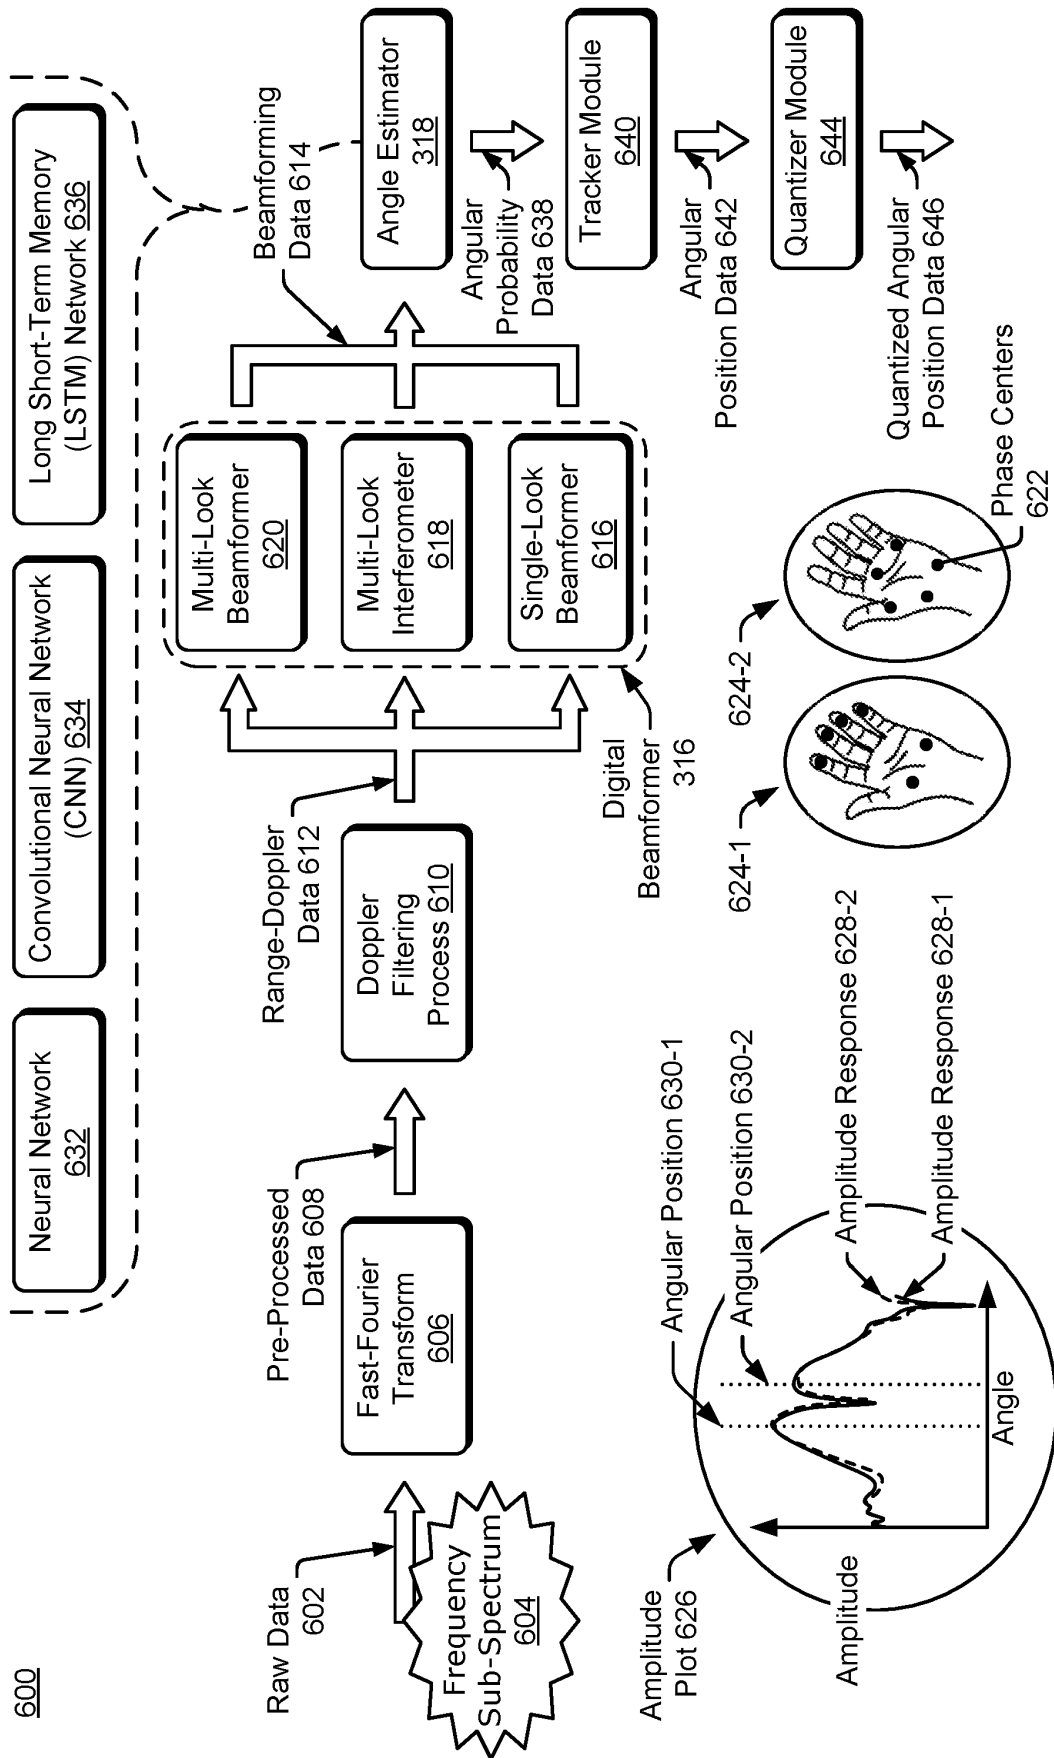 600
Neural Network
632
Convolutional Neural Network
(CNN) 634
Long Short-Term Memory
(LSTM) Network 636
Raw Data
602
Frequency
Sub-Spectrum
604
Fast-Fourier
Transform
606
Pre-Processed
Data 608
Doppler
Filtering
Process 610
Range-Doppler
Data 612
Multi-Look
Beamformer
620
Multi-Look
Interferometer
618
Single-Look
Beamformer
616
Digital
Beamformer
316
Beamforming
Data 614
Angle Estimator
318
Angular
Probability
Data 638
Tracker Module
640
Angular
Position Data 642
Quantizer Module
644
Quantized Angular
Position Data 646
Amplitude
Plot 626
Amplitude
Angle
Angular Position 630-1
Angular Position 630-2
Amplitude Response 628-2
Amplitude Response 628-1
624-1
624-2
Phase Centers
622